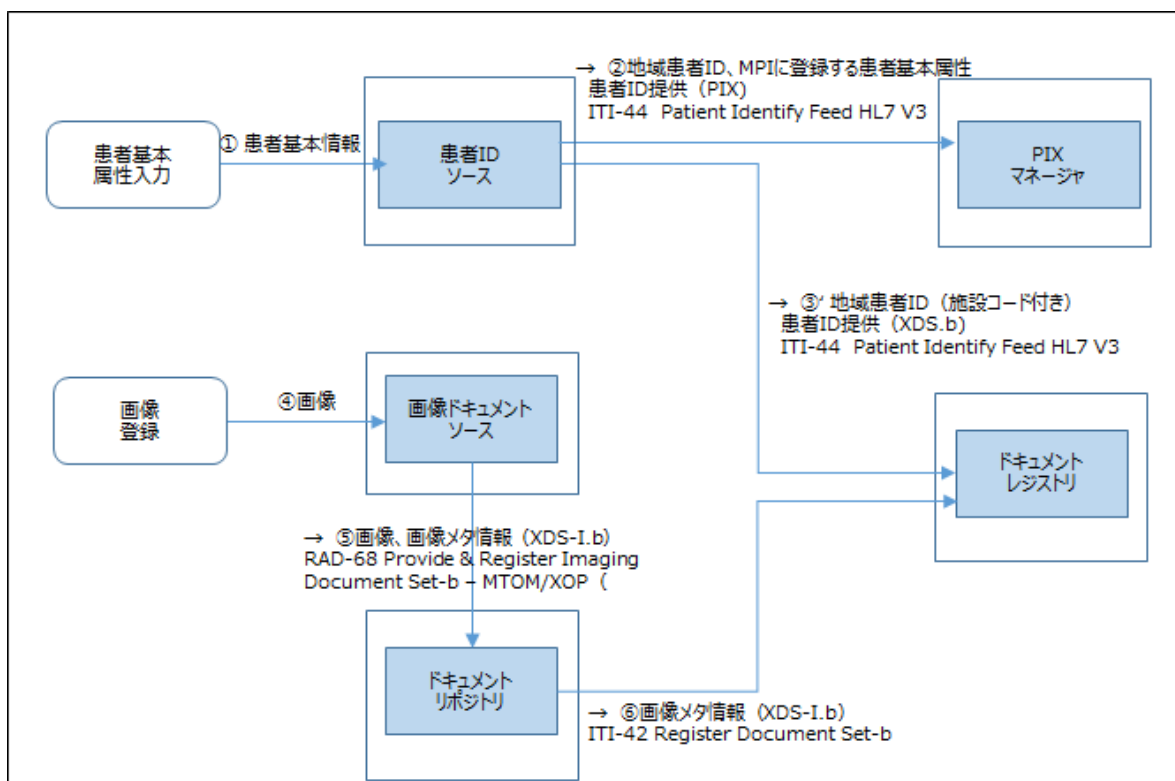 → ②地域患者ID、MPIに登録する患者基本属性
患者ID提供（PIX）
ITI-44  Patient Identify Feed HL7 V3
患者基本
属性入力
① 患者基本情報
患者ID
ソース
PIX
マネージャ
→ ③’ 地域患者ID（施設コード付き）
患者ID提供（XDS.b）
ITI-44  Patient Identify Feed HL7 V3
画像
登録
④画像
画像ドキュメント
ソース
ドキュメント
レジストリ
→ ⑤画像、画像メタ情報（XDS-I.b）
RAD-68 Provide & Register Imaging
Document Set-b – MTOM/XOP（
ドキュメント
リポジトリ
→ ⑥画像メタ情報（XDS-I.b）
ITI-42 Register Document Set-b